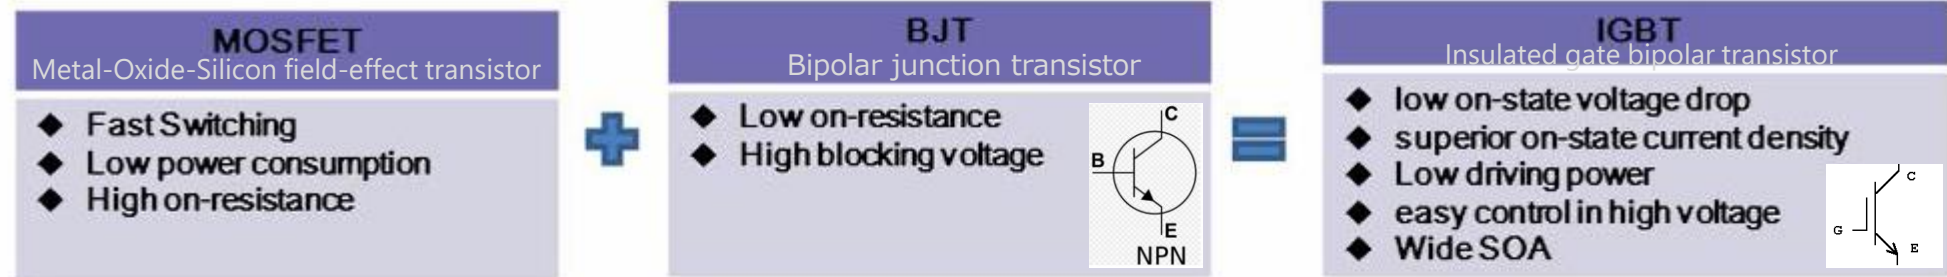 MOSFET
Metal-Oxide-Silicon field-effect transistor
◆ Fast Switching
◆ Low power consumption
◆ High on-resistance
BJT
Bipolar junction transistor
◆ Low on-resistance
◆ High blocking voltage
C
B
E
NPN
IGBT
Insulated gate bipolar transistor
◆ low on-state voltage drop
◆ superior on-state current density
◆ Low driving power
◆ easy control in high voltage
◆ Wide SOA
C
G
E